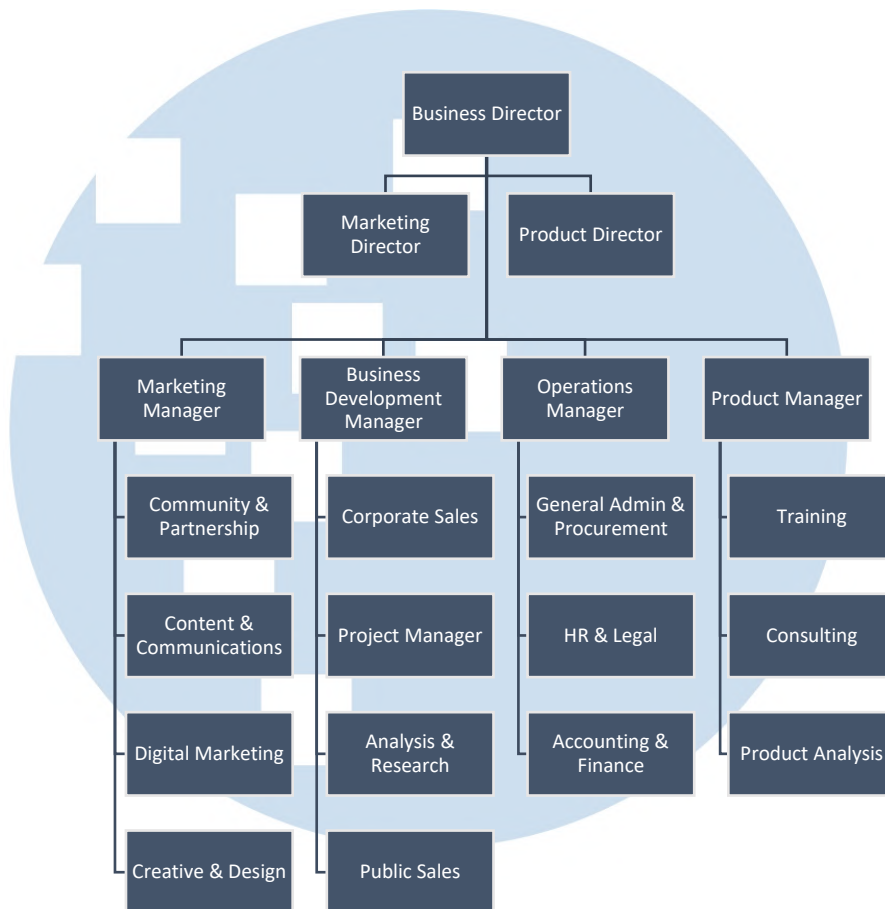 Business Director
Marketing
Director
Product Director
Marketing
Manager
Business
Development
Manager
Operations
Manager
Product Manager
Community &
Partnership
Corporate Sales
General Admin &
Procurement
Training
Content &
Communications
Project Manager
HR & Legal
Consulting
Digital Marketing
Analysis &
Research
Accounting &
Finance
Product Analysis
Creative & Design
Public Sales